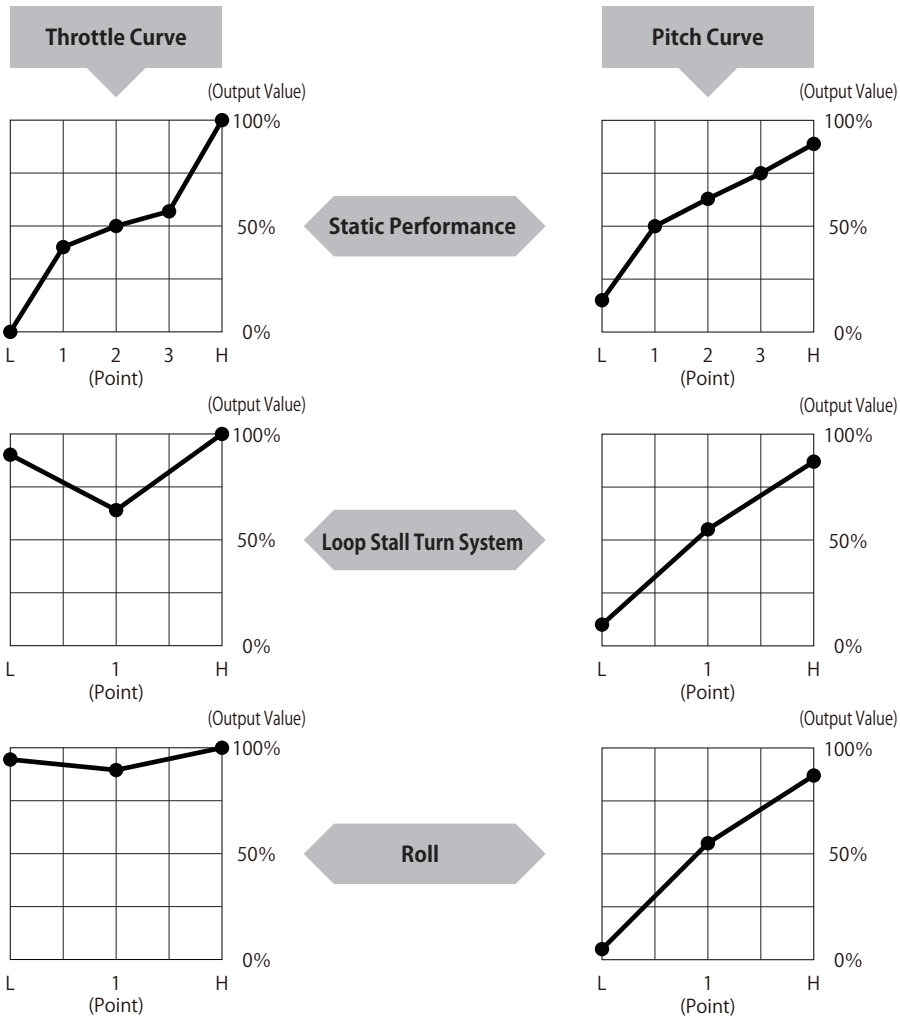 Throttle Curve
Pitch Curve
(Output Value)
100%
50%
0%
L 1 2 3 H
(Point)
Static Performance
(Output Value)
100%
50%
0%
L 1 2 3 H
(Point)
(Output Value)
100%
50%
0%
L 1 H
(Point)
Loop Stall Turn System
(Output Value)
100%
50%
0%
L 1 H
(Point)
(Output Value)
100%
50%
0%
L 1 H
(Point)
Roll
(Output Value)
100%
50%
0%
L 1 H
(Point)